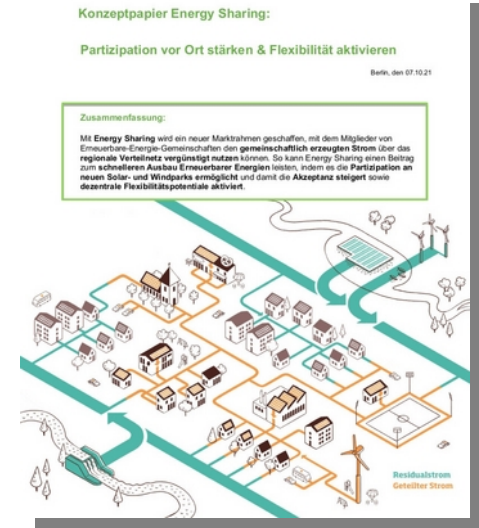 Konzeptpapier Energy Sharing:
Partizipation vor Ort stärken & Flexibilität aktivieren
Berlin, den 07.10.21
Zusammenfassung:
Mit Energy Sharing wird ein neuer Marktrahmen geschaffen, mit dem Mitglieder von
Erneuerbare-Energie-Gemeinschaften den gemeinschaftlich erzeugten Strom über das
regionale Verteilnetz vergünstigt nutzen können. So kann Energy Sharing einen Beitrag
zum schnelleren Ausbau Erneuerbarer Energien leisten, indem es die Partizipation an
neuen Solar- und Windparks ermöglicht und damit die Akzeptanz steigert sowie
dezentrale Flexibilitätspotentiale aktiviert.
Residualstrom
Geteilter Strom